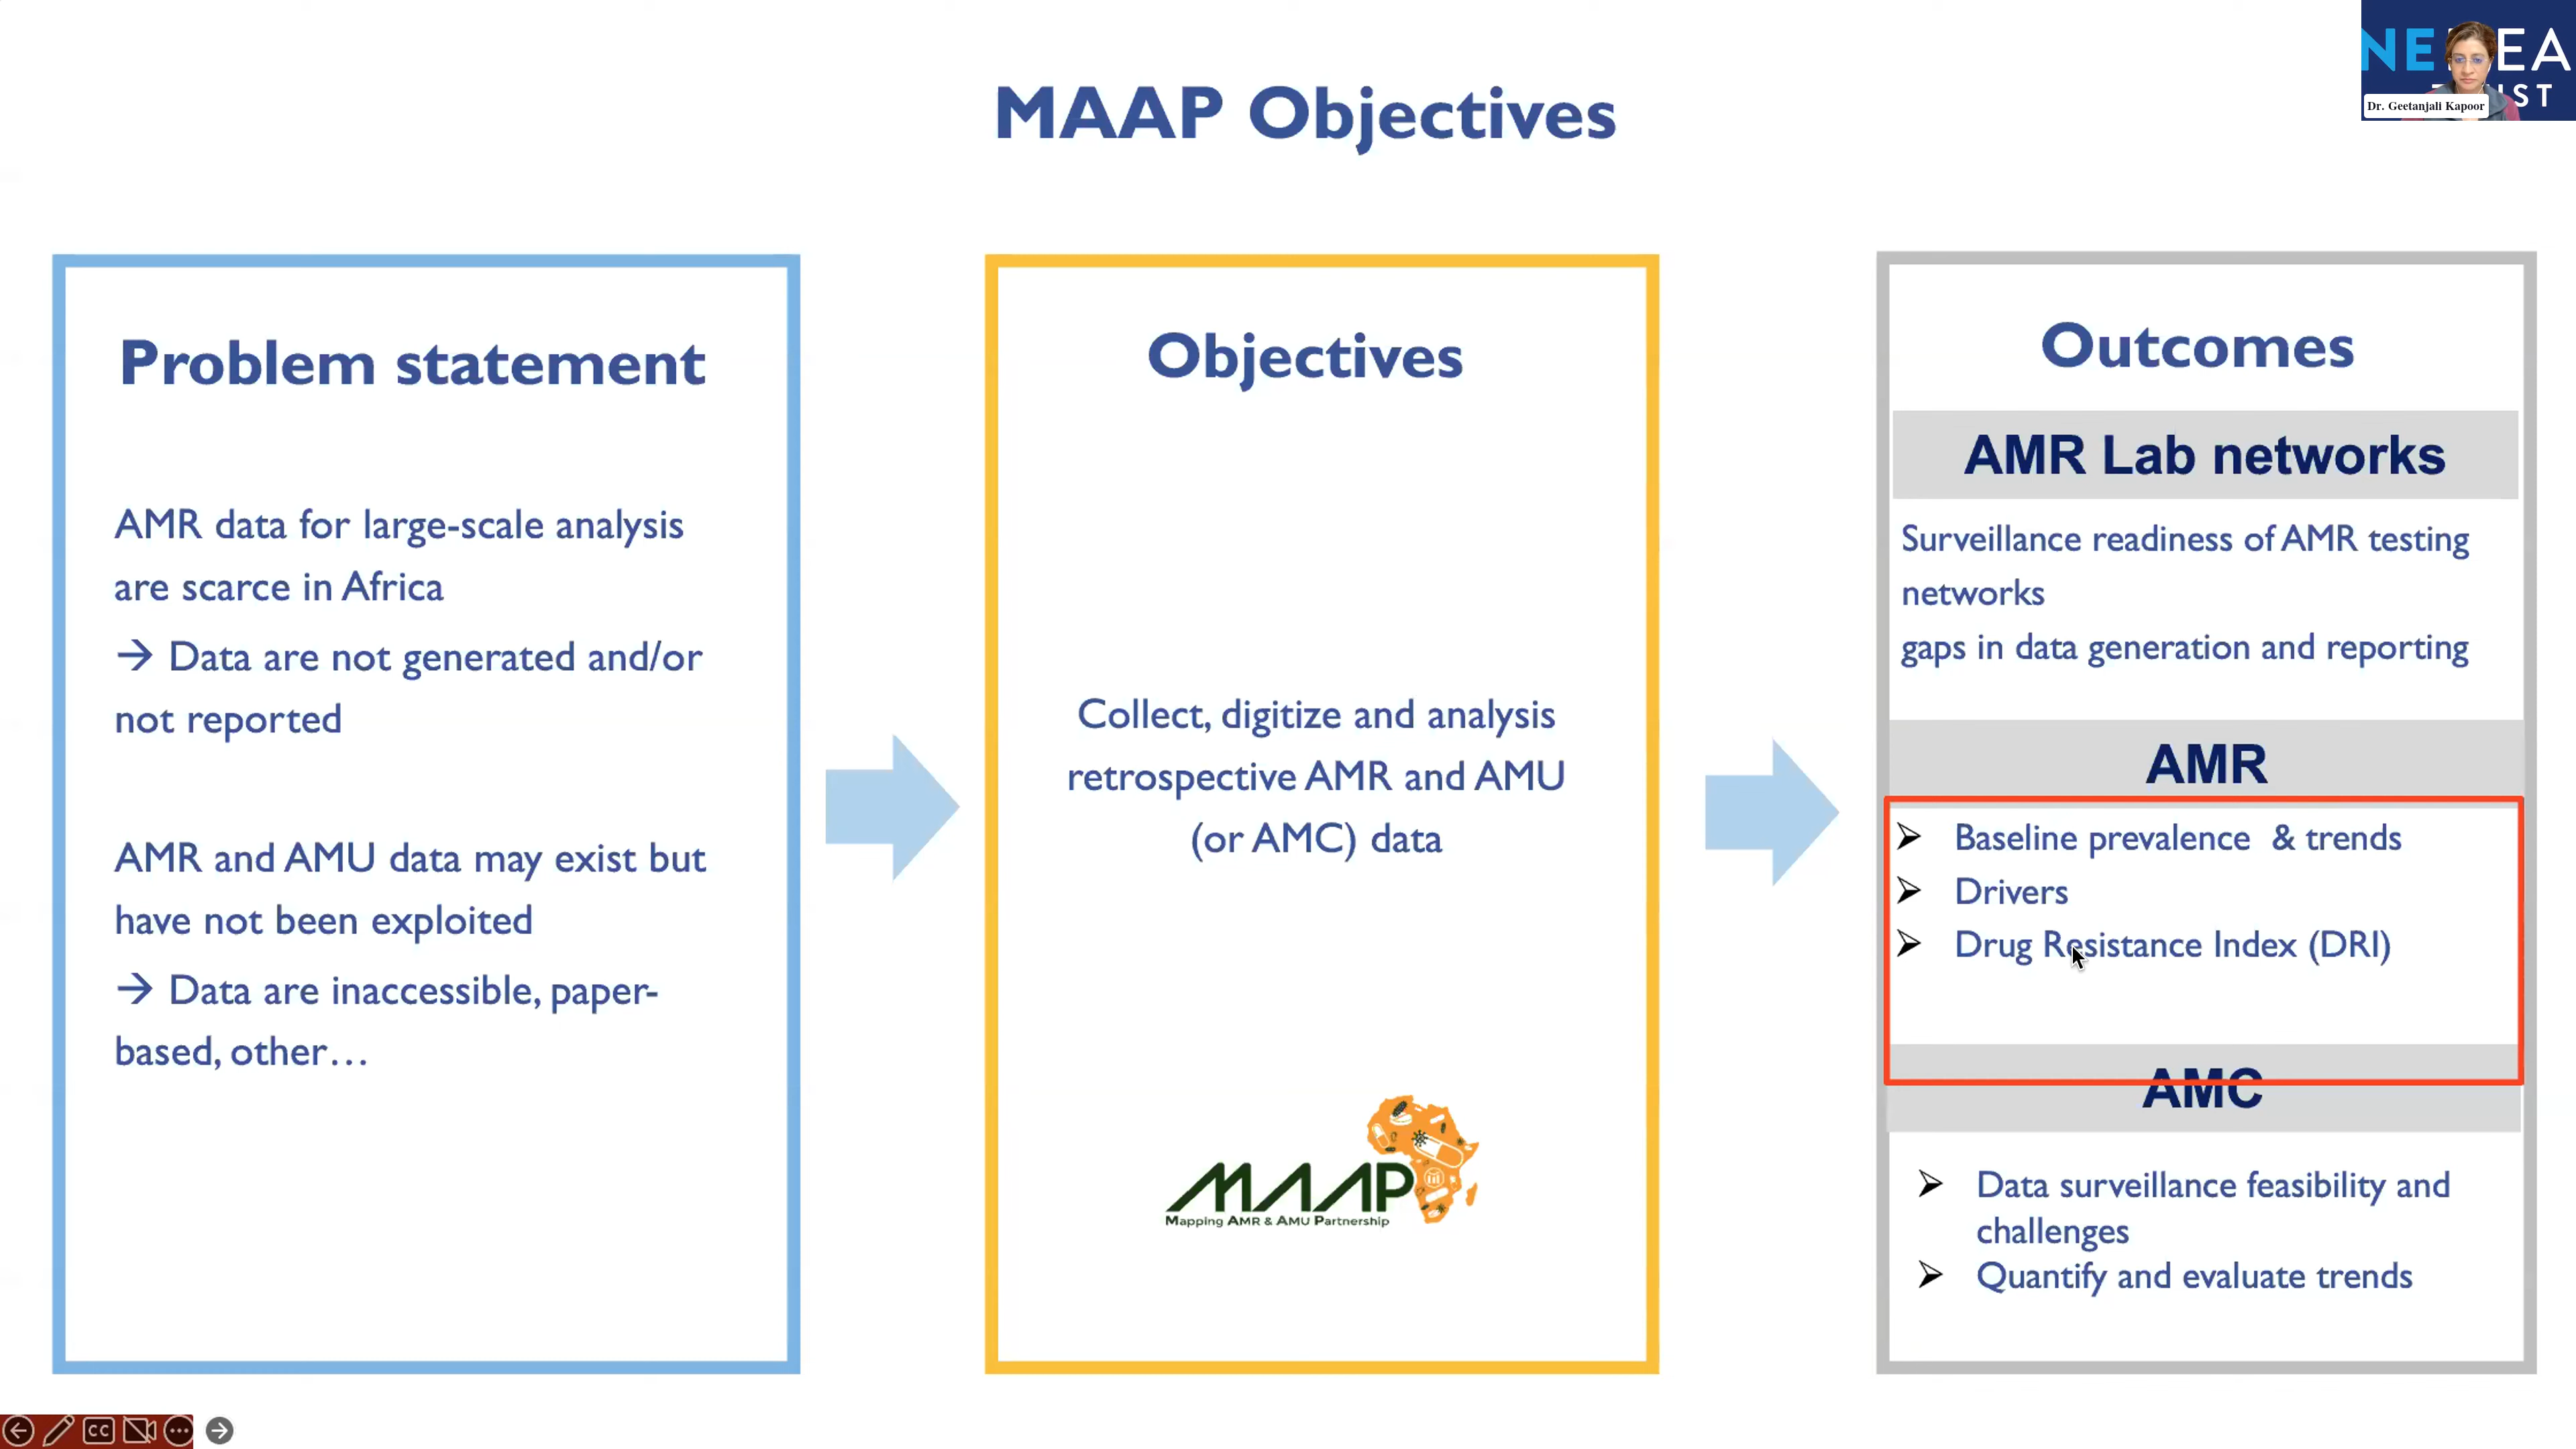 MAAP Objectives
NE EA
ST
Dr. Geetanjali Kapoor
Problem statement
AMR data for large-scale analysis
are scarce in Africa
→ Data are not generated and/or
not reported
AMR and AMU data may exist but
have not been exploited
→ Data are inaccessible, paper-
based, other…
Objectives
Collect, digitize and analysis
retrospective AMR and AMU
(or AMC) data
MAAP
Mapping AMR & AMU Partnership
Outcomes
AMR Lab networks
Surveillance readiness of AMR testing
networks
gaps in data generation and reporting
AMR
➢ Baseline prevalence & trends
➢ Drivers
➢ Drug Resistance Index (DRI)
AMC
➢ Data surveillance feasibility and
challenges
➢ Quantify and evaluate trends
CC